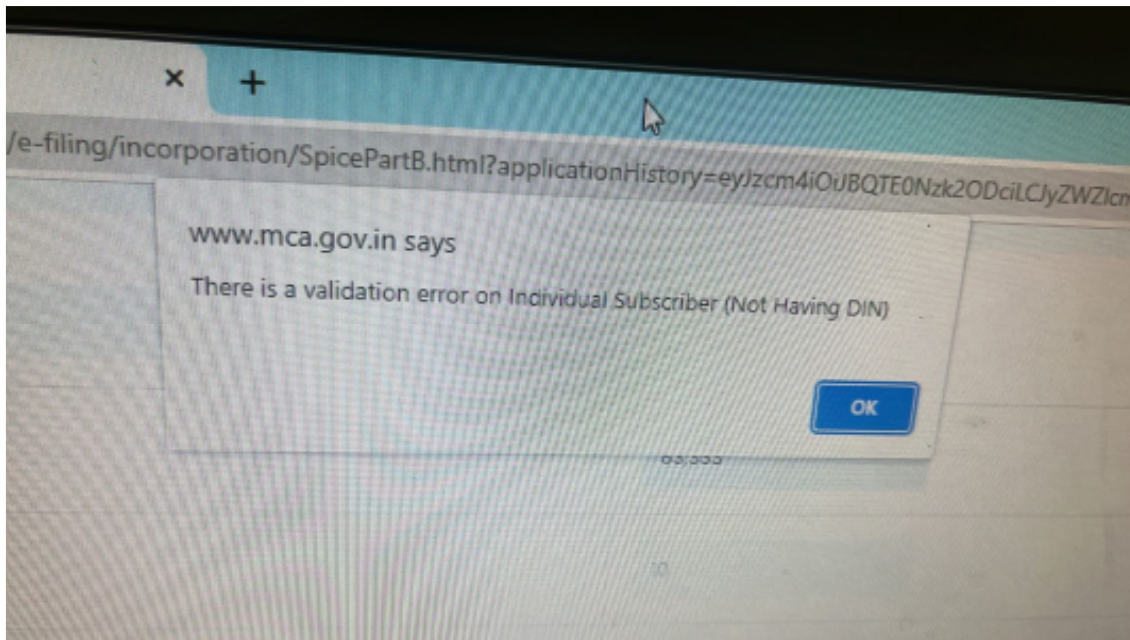 × +
/e-filing/incorporation/SpicePartB.html?applicationHistory=
www.mca.gov.in says
There is a validation error on Individual Subscriber (Not Having DIN)
OK